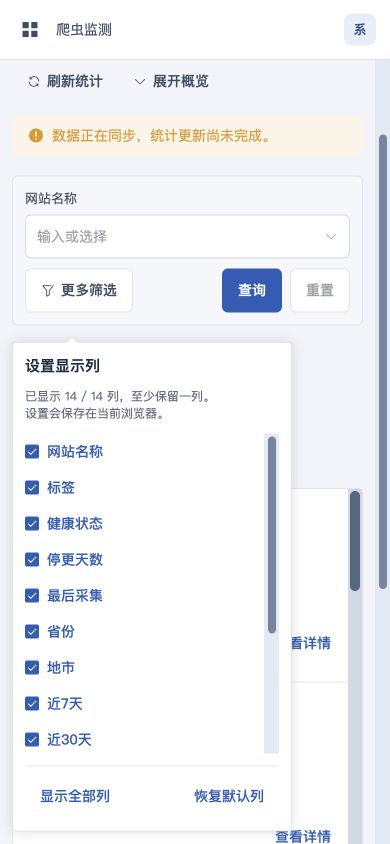 爬虫监测
系
刷新统计
展开概览
数据正在同步，统计更新尚未完成。
网站名称
输入或选择
更多筛选
查询
重置
设置显示列
已显示 14 / 14 列，至少保留一列。
设置会保存在当前浏览器。
网站名称
标签
健康状态
停更天数
最后采集
省份
地市
近7天
近30天
显示全部列
恢复默认列
看详情
查看详情